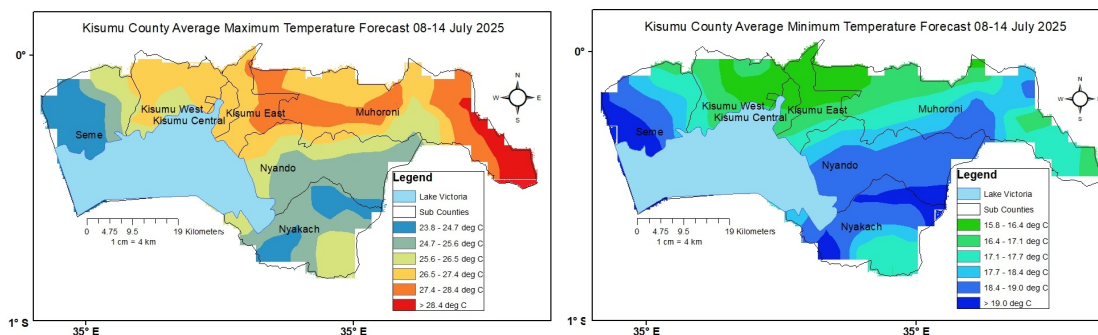 Kisumu County Average Maximum Temperature Forecast 08-14 July 2025
0°
N
W E
S
Kisumu West
Kisumu Central
Kisumu East
Muhoroni
Seme
Nyando
Nyakach
Legend
Lake Victoria
Sub Counties
23.8 - 24.7 deg C
24.7 - 25.6 deg C
25.6 - 26.5 deg C
26.5 - 27.4 deg C
27.4 - 28.4 deg C
> 28.4 deg C
0 4.75 9.5 19 Kilometers
1 cm = 4 km
1° S
35° E
35° E
Kisumu County Average Minimum Temperature Forecast 08-14 July 2025
0°
N
W E
S
Kisumu West
Kisumu Central
Kisumu East
Muhoroni
Seme
Nyando
Nyakach
Legend
Lake Victoria
Sub Counties
15.8 - 16.4 deg C
16.4 - 17.1 deg C
17.1 - 17.7 deg C
17.7 - 18.4 deg C
18.4 - 19.0 deg C
> 19.0 deg C
0 4.75 9.5 19 Kilometers
1 cm = 4 km
1° S
35° E
35° E